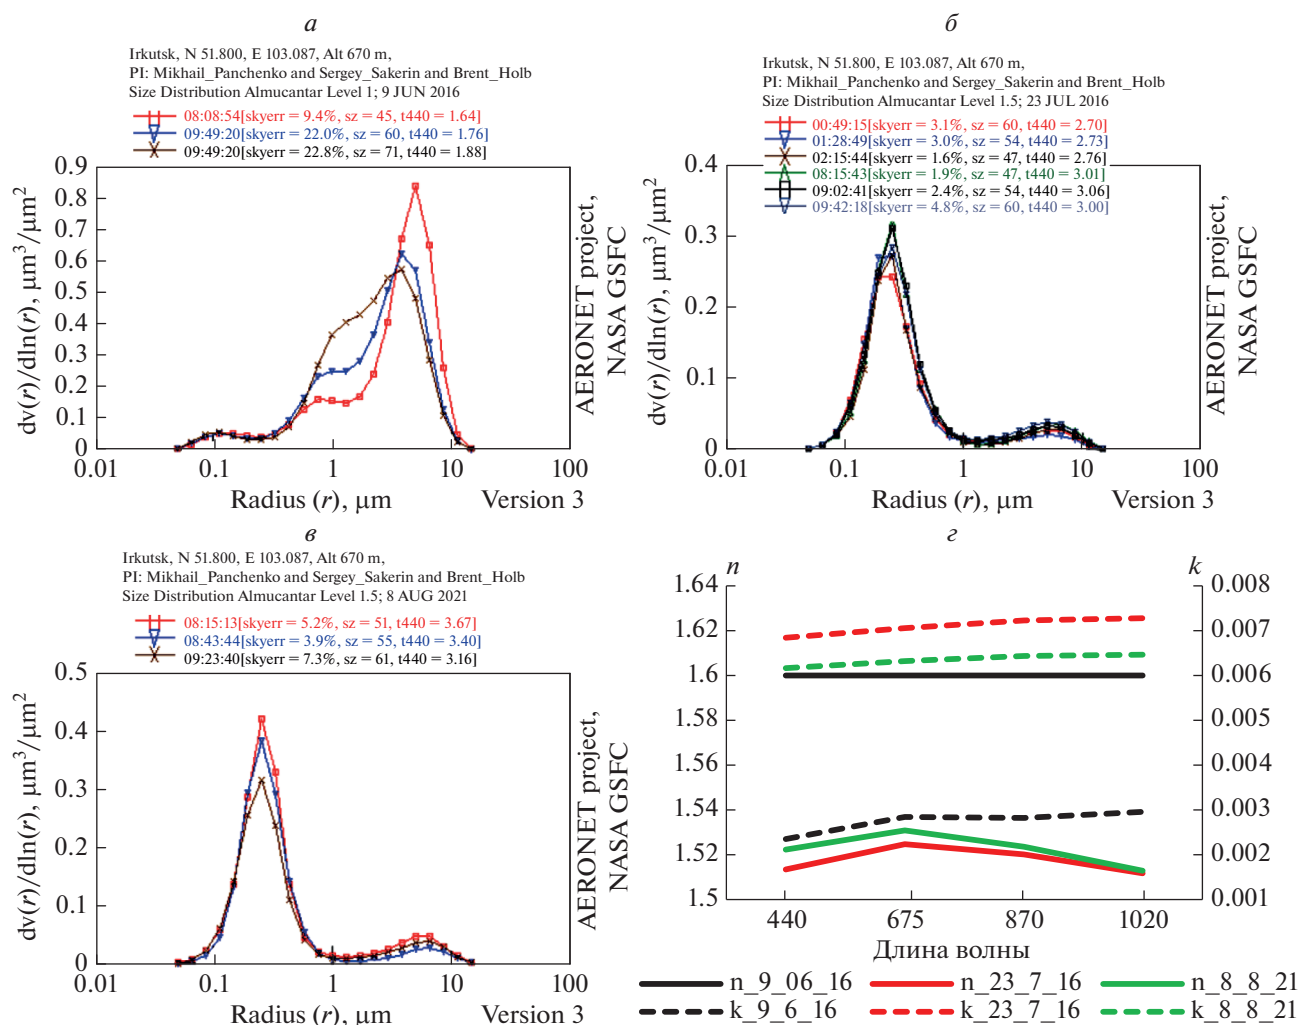 а
Irkutsk, N 51.800, E 103.087, Alt 670 m,
PI: Mikhail_Panchenko and Sergey_Sakerin and Brent_Holb
Size Distribution Almucantar Level 1; 9 JUN 2016
08:08:54[skyerr = 9.4%, sz = 45, t440 = 1.64]
09:49:20[skyerr = 22.0%, sz = 60, t440 = 1.76]
09:49:20[skyerr = 22.8%, sz = 71, t440 = 1.88]
0.9
0.8
0.7
0.6
0.5
0.4
0.3
0.2
0.1
0
dv(r)/dln(r), μm³/μm²
0.01 0.1 1 10 100
Radius (r), μm Version 3
AERONET project,
NASA GSFC
б
Irkutsk, N 51.800, E 103.087, Alt 670 m,
PI: Mikhail_Panchenko and Sergey_Sakerin and Brent_Holb
Size Distribution Almucantar Level 1.5; 23 JUL 2016
00:49:15[skyerr = 3.1%, sz = 60, t440 = 2.70]
01:28:49[skyerr = 3.0%, sz = 54, t440 = 2.73]
02:15:44[skyerr = 1.6%, sz = 47, t440 = 2.76]
08:15:43[skyerr = 1.9%, sz = 47, t440 = 3.01]
09:02:41[skyerr = 2.4%, sz = 54, t440 = 3.06]
09:42:18[skyerr = 4.8%, sz = 60, t440 = 3.00]
0.4
0.3
0.2
0.1
0
dv(r)/dln(r), μm³/μm²
0.01 0.1 1 10 100
Radius (r), μm Version 3
AERONET project,
NASA GSFC
в
Irkutsk, N 51.800, E 103.087, Alt 670 m,
PI: Mikhail_Panchenko and Sergey_Sakerin and Brent_Holb
Size Distribution Almucantar Level 1.5; 8 AUG 2021
08:15:13[skyerr = 5.2%, sz = 51, t440 = 3.67]
08:43:44[skyerr = 3.9%, sz = 55, t440 = 3.40]
09:23:40[skyerr = 7.3%, sz = 61, t440 = 3.16]
0.5
0.4
0.3
0.2
0.1
0
dv(r)/dln(r), μm³/μm²
0.01 0.1 1 10 100
Radius (r), μm Version 3
AERONET project,
NASA GSFC
г
n k
1.64 0.008
1.62 0.007
1.6 0.006
1.58 0.005
1.56 0.004
1.54 0.003
1.52 0.002
1.5 0.001
440 675 870 1020
Длина волны
n_9_06_16 n_23_7_16 n_8_8_21
k_9_6_16 k_23_7_16 k_8_8_21